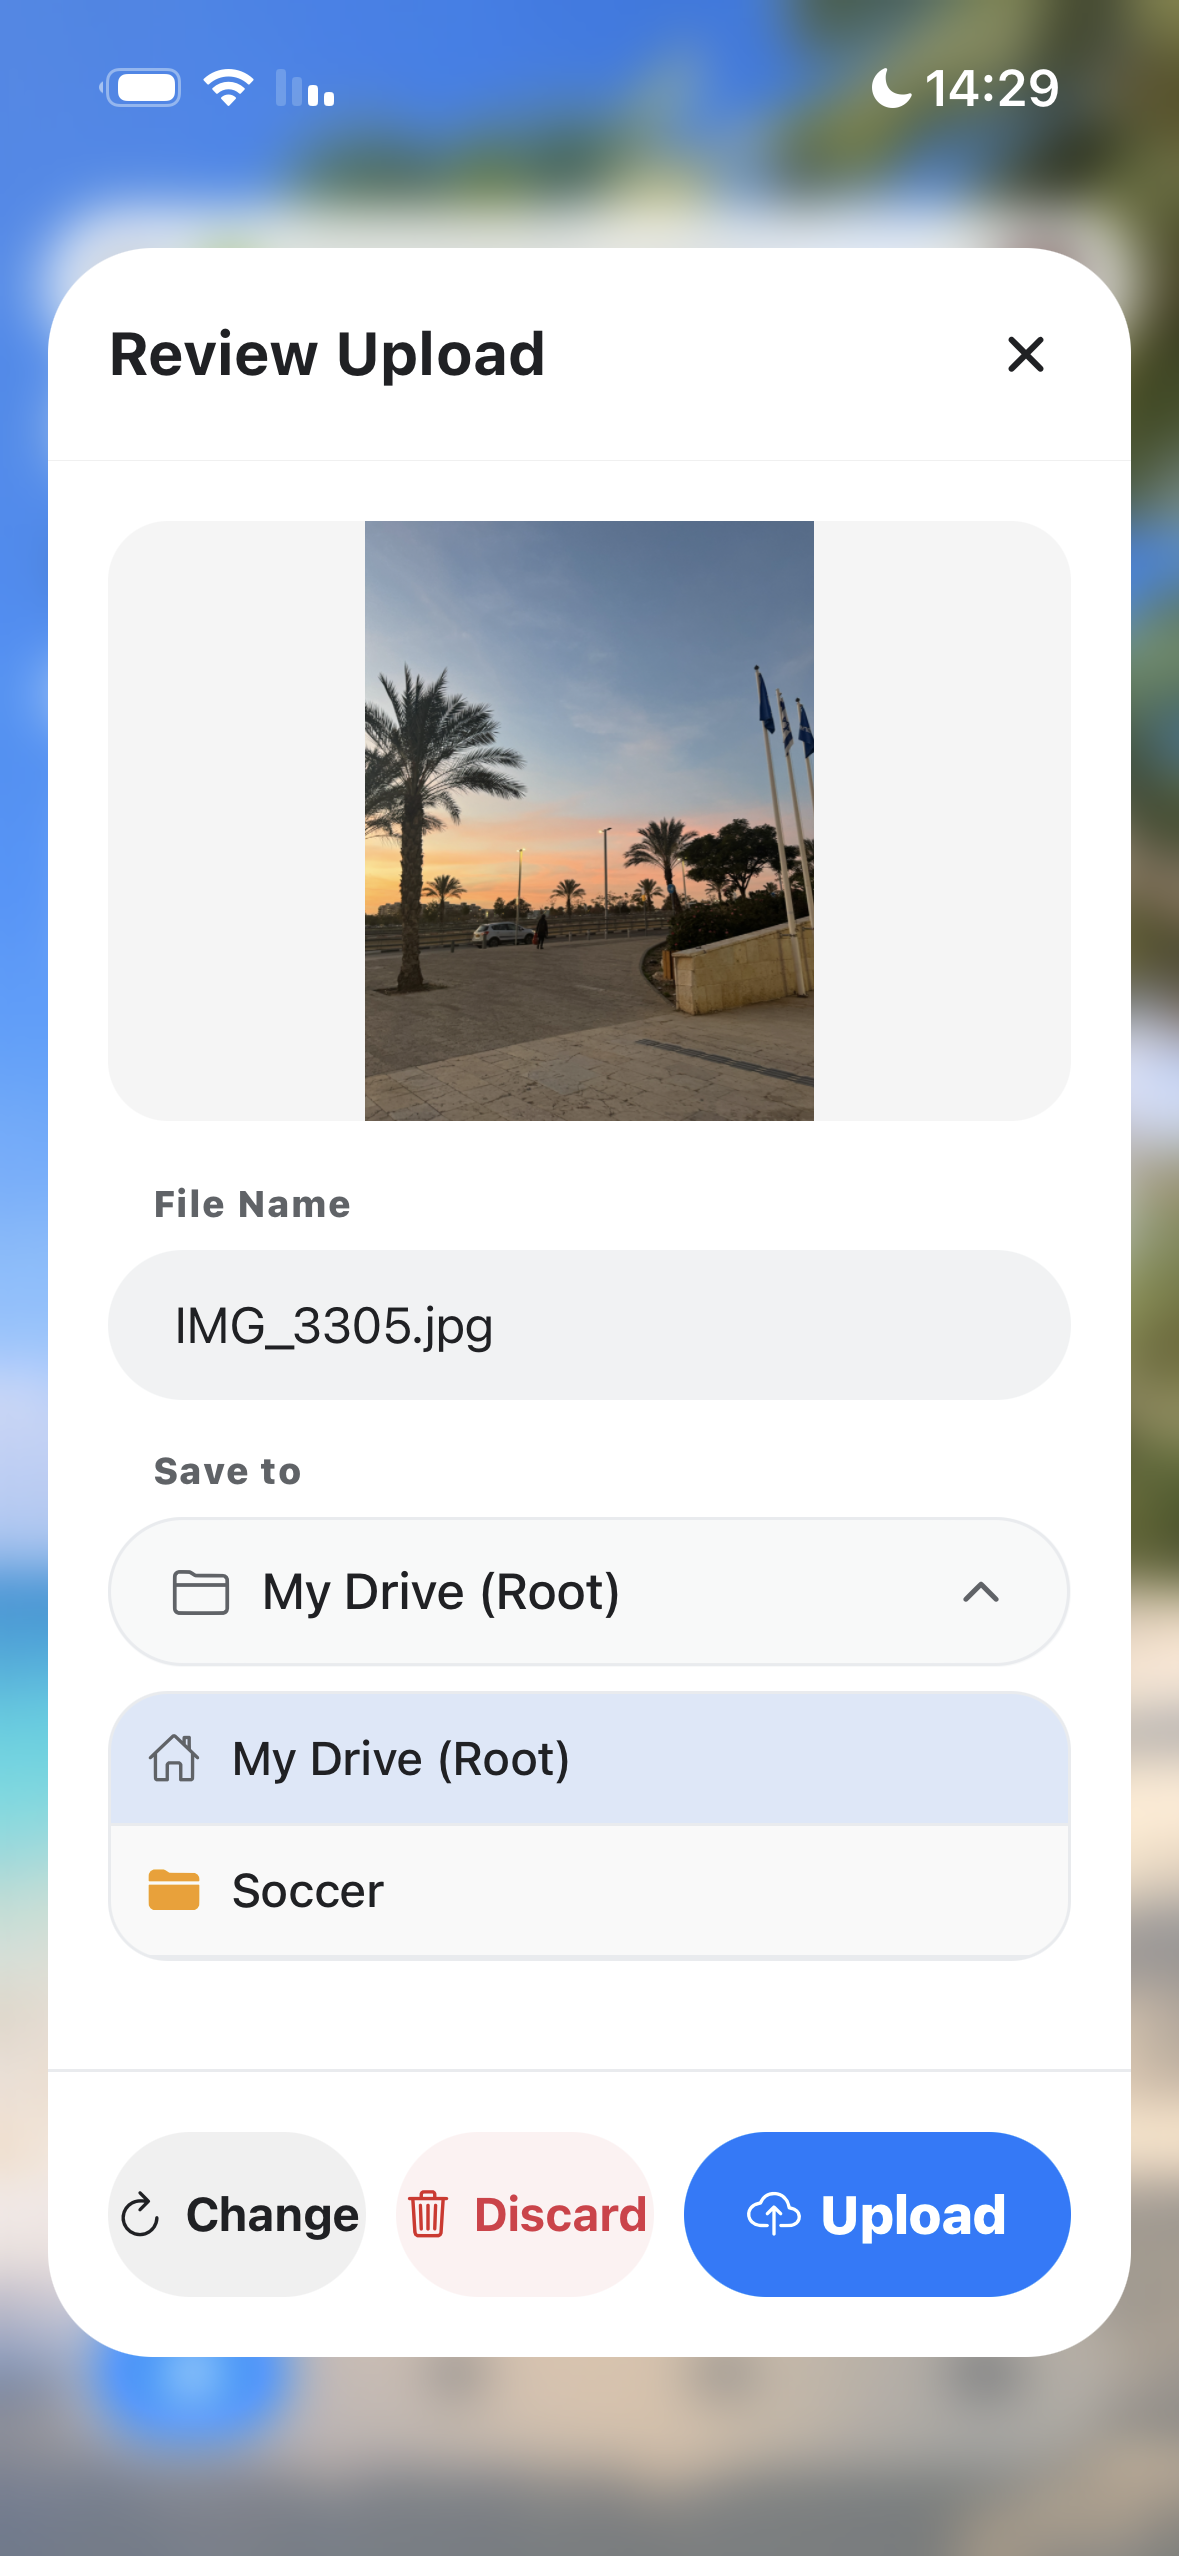 14:29
Review Upload
File Name
IMG_3305.jpg
Save to
My Drive (Root)
My Drive (Root)
Soccer
Change
Discard
Upload